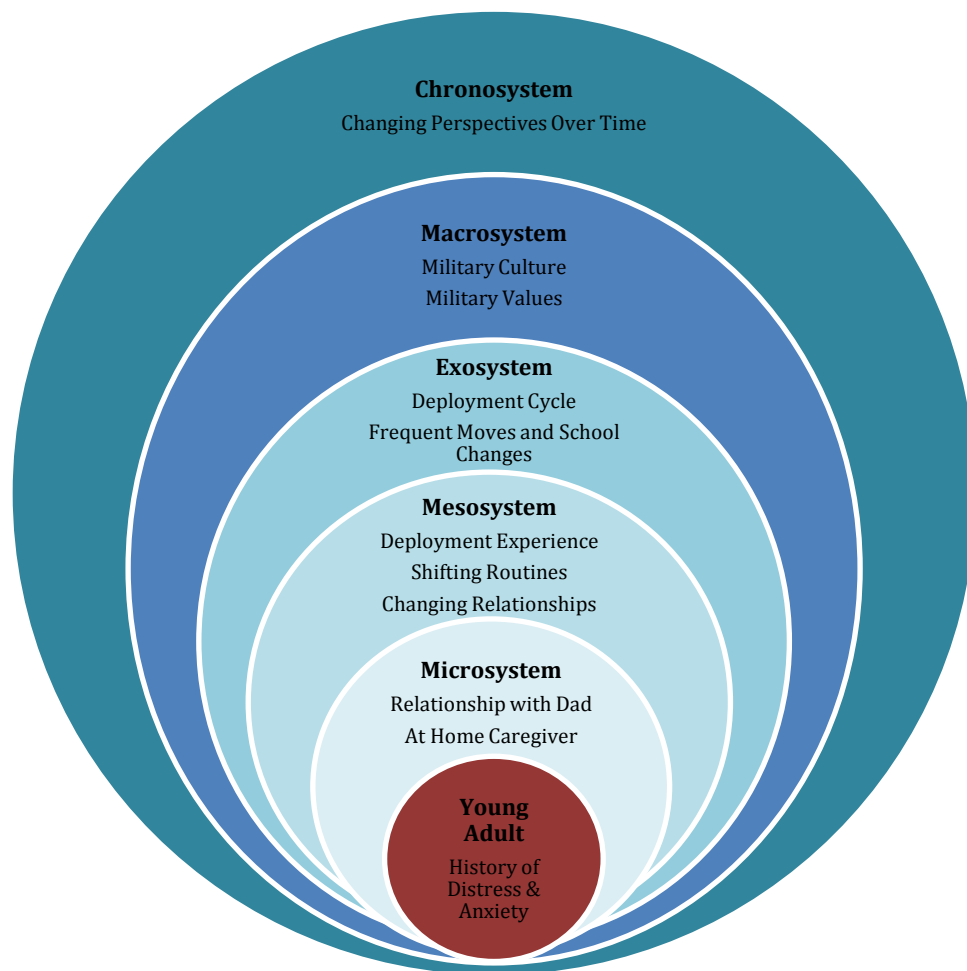 Chronosystem
Changing Perspectives Over Time
Macrosystem
Military Culture
Military Values
Exosystem
Deployment Cycle
Frequent Moves and School
Changes
Mesosystem
Deployment Experience
Shifting Routines
Changing Relationships
Microsystem
Relationship with Dad
At Home Caregiver
Young
Adult
History of
Distress &
Anxiety